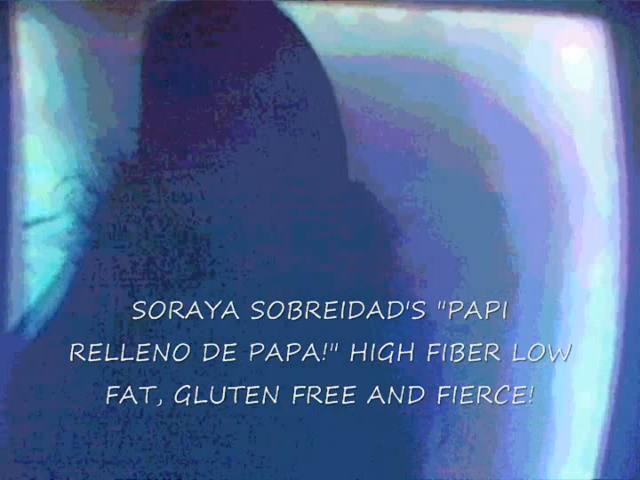 SORAYA SOBREIDAD'S "PAPI
RELLENO DE PAPA!" HIGH FIBER LOW
FAT, GLUTEN FREE AND FIERCE!